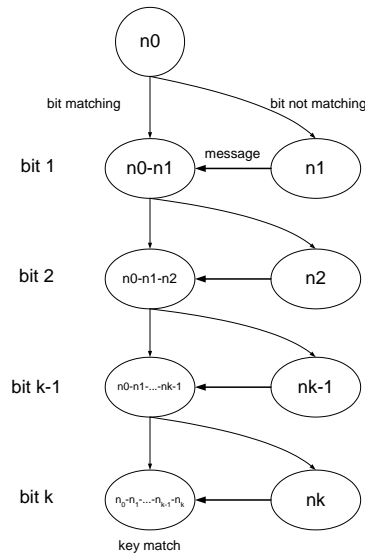 n0
bit matching
bit not matching
message
bit 1
n0-n1
n1
bit 2
n0-n1-n2
n2
bit k-1
n0-n1-...-nk-1
nk-1
bit k
n0-n1-...-nk-1-nk
nk
key match